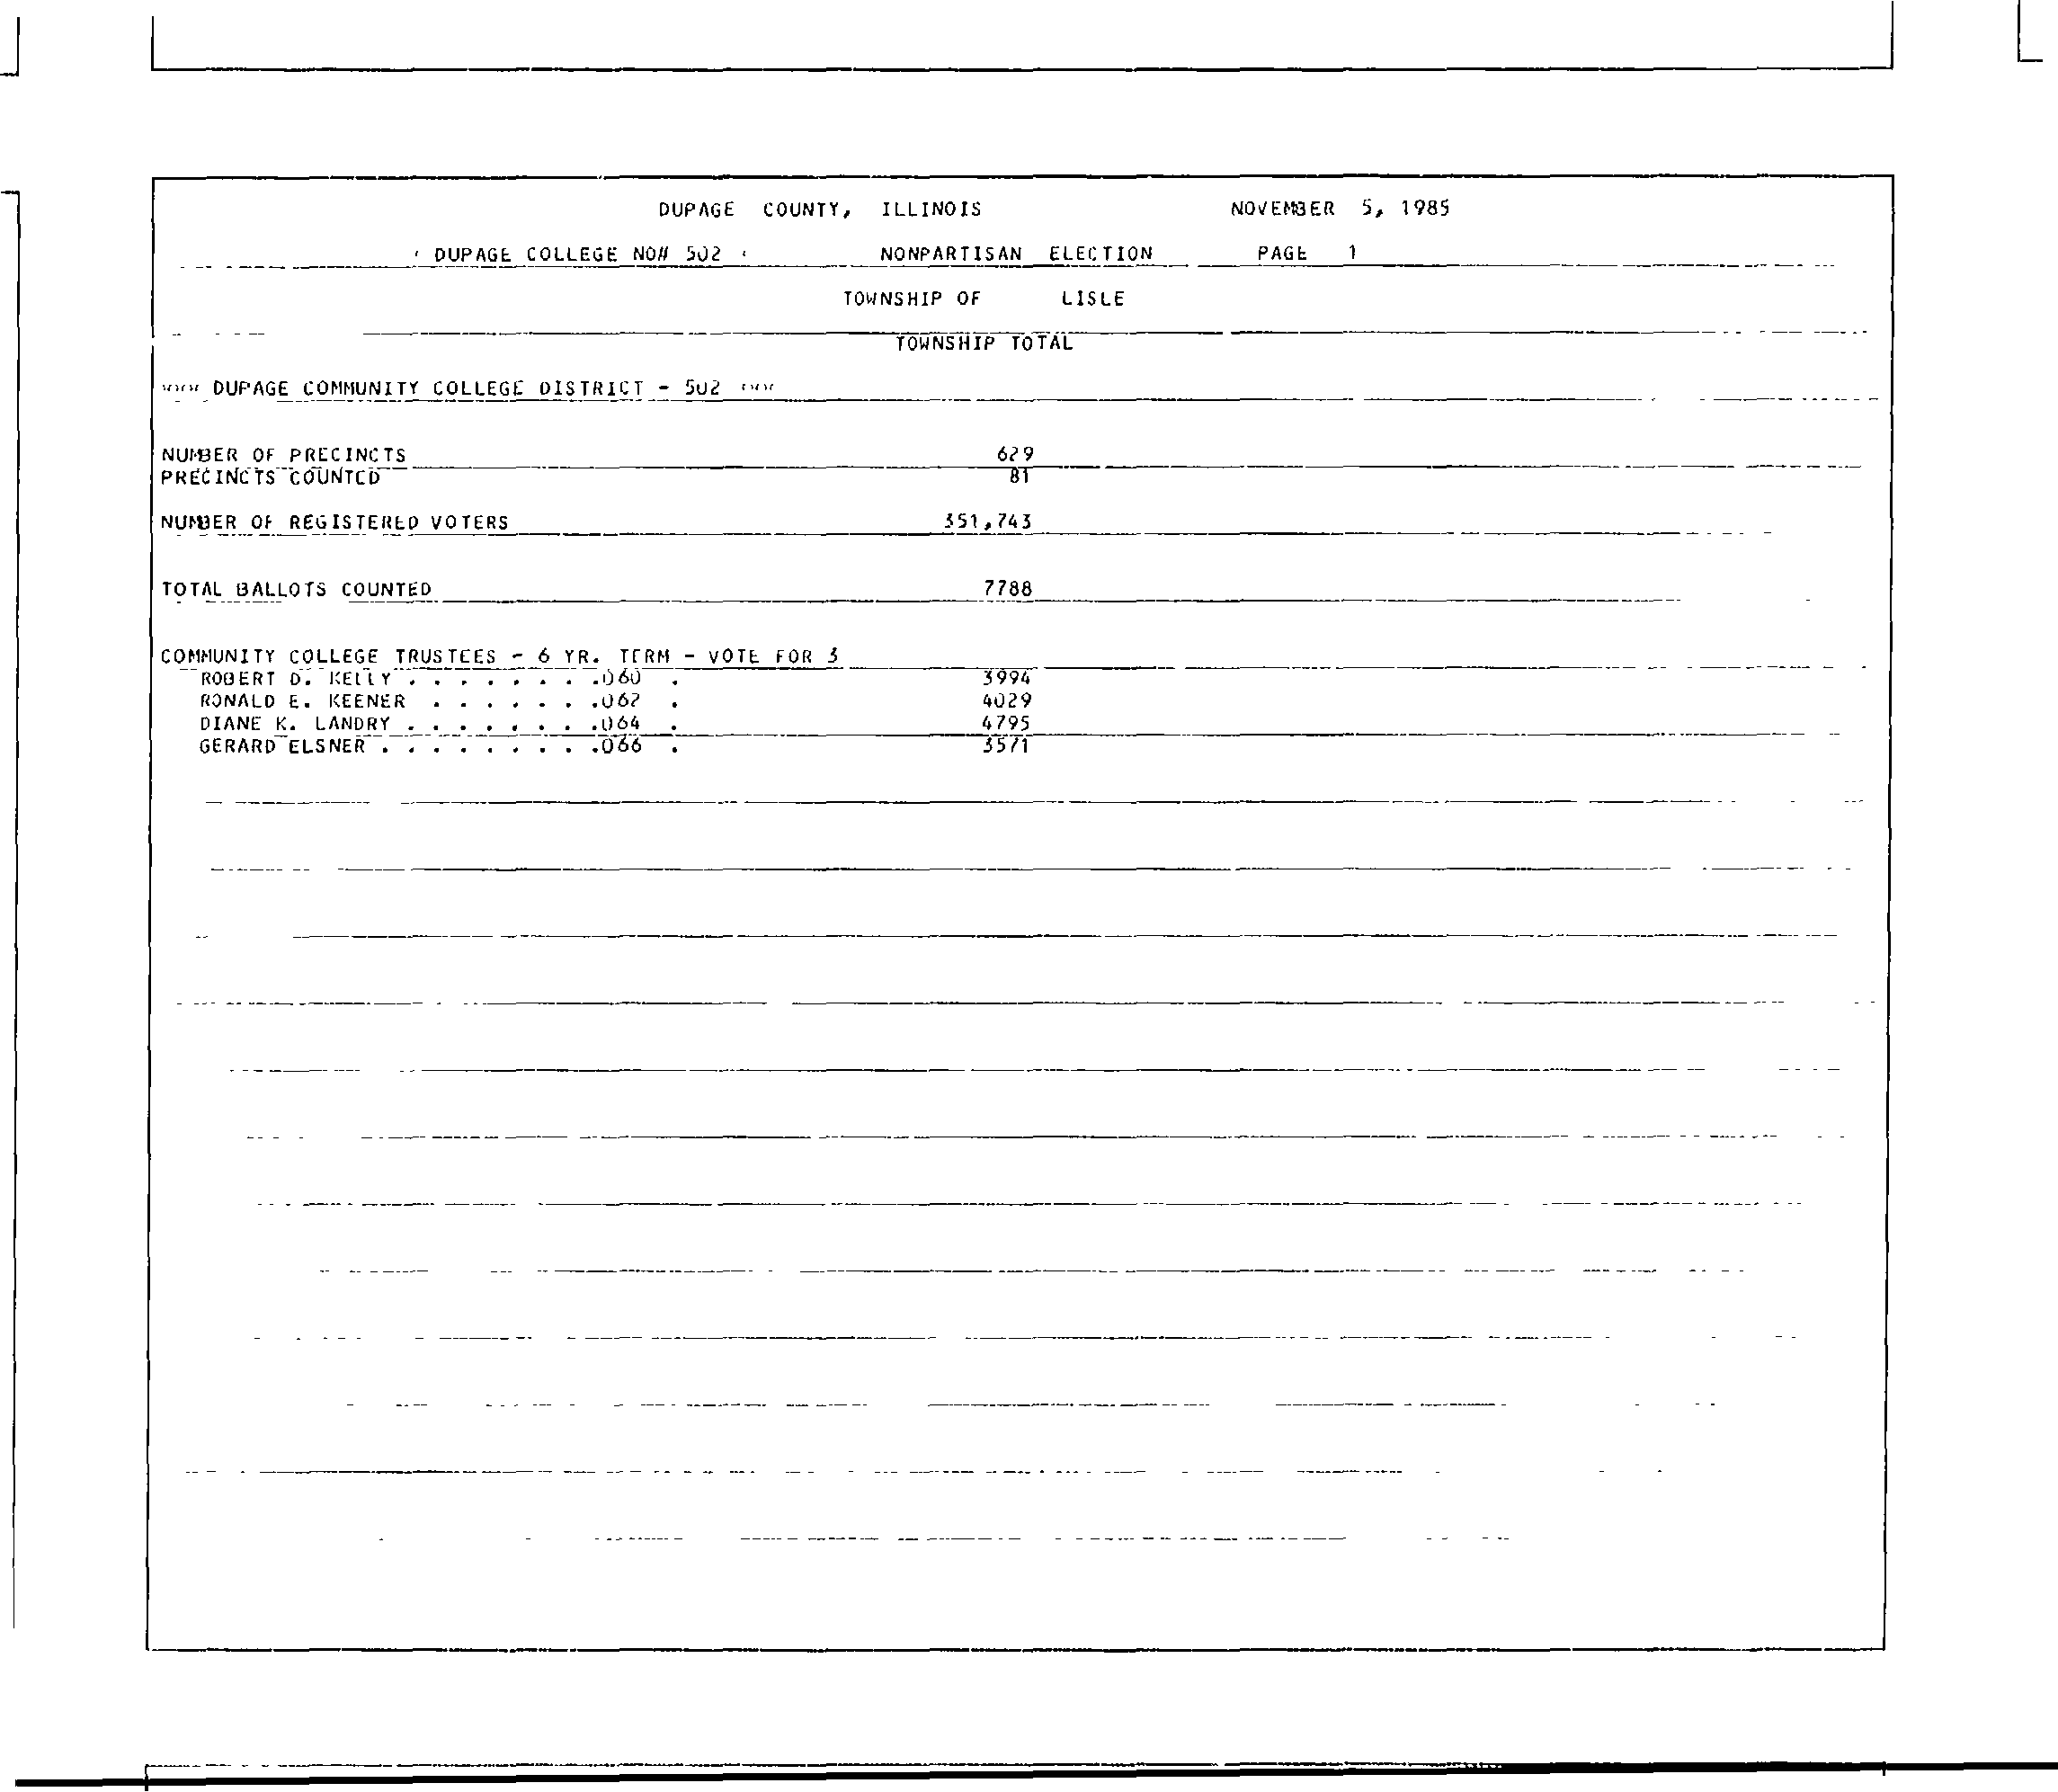 DUPAGE COUNTY, ILLINOIS NOVEMBER 5, 1985
DUPAGE COLLEGE NO# 502 NONPARTISAN ELECTION PAGE 1
TOWNSHIP OF LISLE
TOWNSHIP TOTAL
*** DUPAGE COMMUNITY COLLEGE DISTRICT - 502 ***
NUMBER OF PRECINCTS 629
PRECINCTS COUNTED 81
NUMBER OF REGISTERED VOTERS 351,743
TOTAL BALLOTS COUNTED 7788
COMMUNITY COLLEGE TRUSTEES - 6 YR. TERM - VOTE FOR 3
ROBERT D. KELLY . . . . . . . .060 . 3994
RONALD E. KEENER . . . . . . .062 . 4029
DIANE K. LANDRY . . . . . . . .064 . 4795
GERARD ELSNER . . . . . . . . .066 . 3571